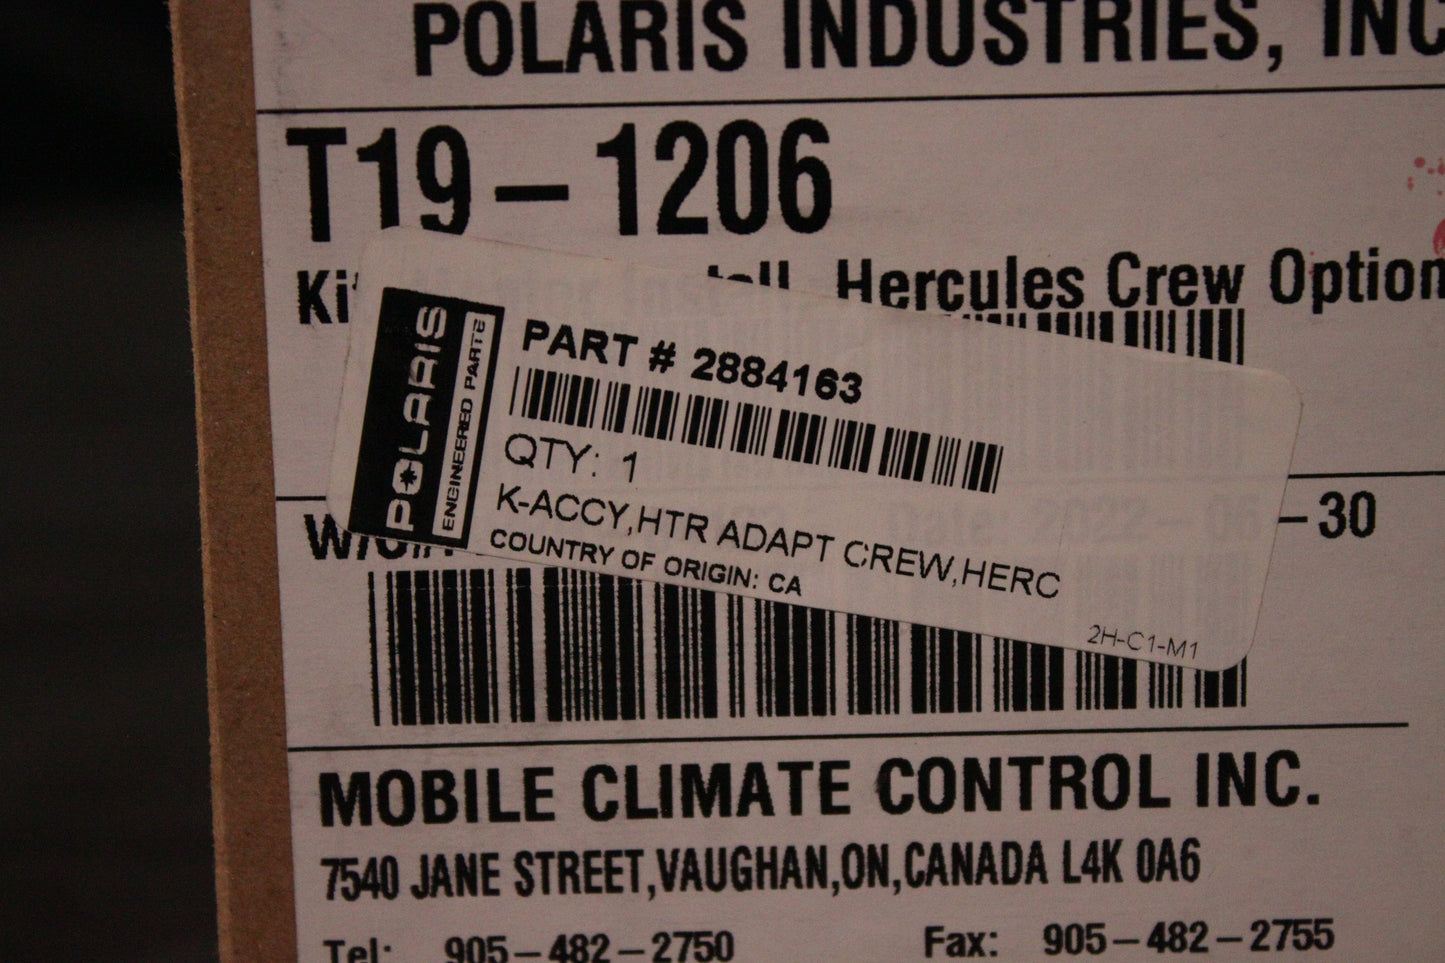 POLARIS INDUSTRIES, INC
T19-1206
Hercules Crew Option
POLARIS
ENGINEERED PARTS
PART # 2884163
QTY: 1
K-ACCY,HTR ADAPT CREW,HERC
COUNTRY OF ORIGIN: CA
2H-C1-M1
-30
MOBILE CLIMATE CONTROL INC.
7540 JANE STREET,VAUGHAN,ON,CANADA L4K 0A6
Tel: 905-482-2750 Fax: 905-482-2755